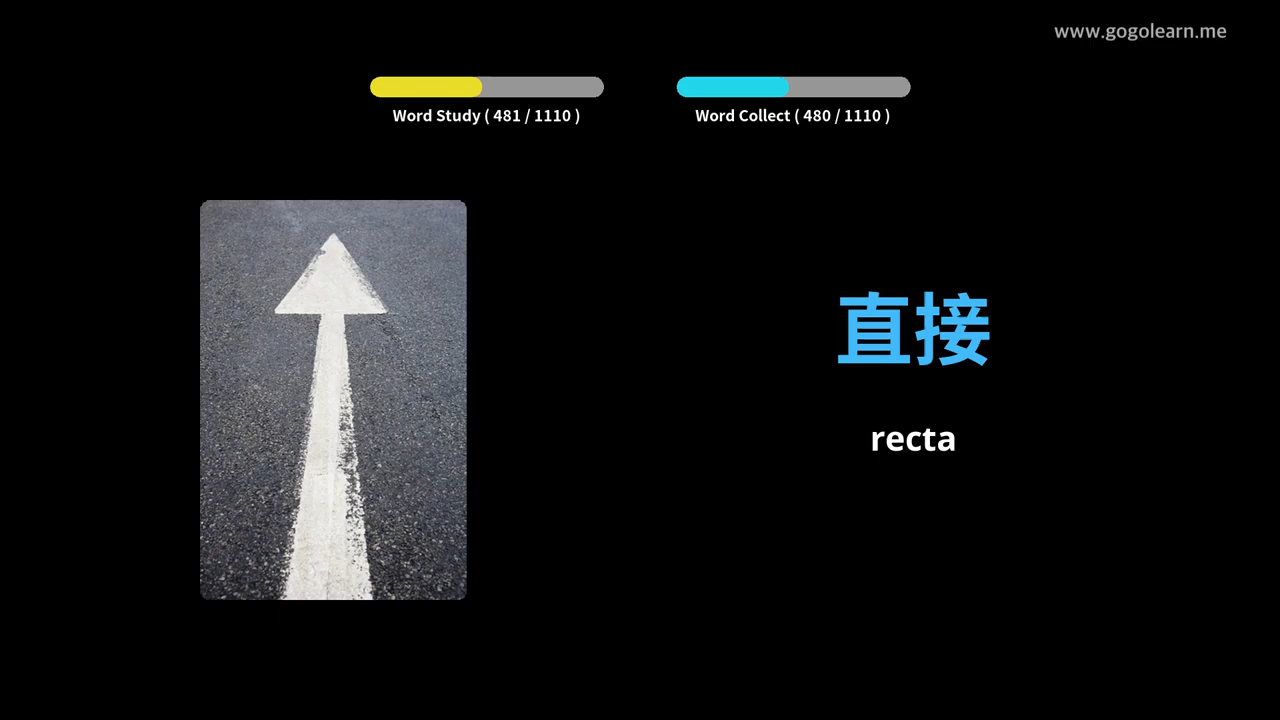 www.gogolearn.me
Word Study ( 481 / 1110 )
Word Collect ( 480 / 1110 )
直接
recta